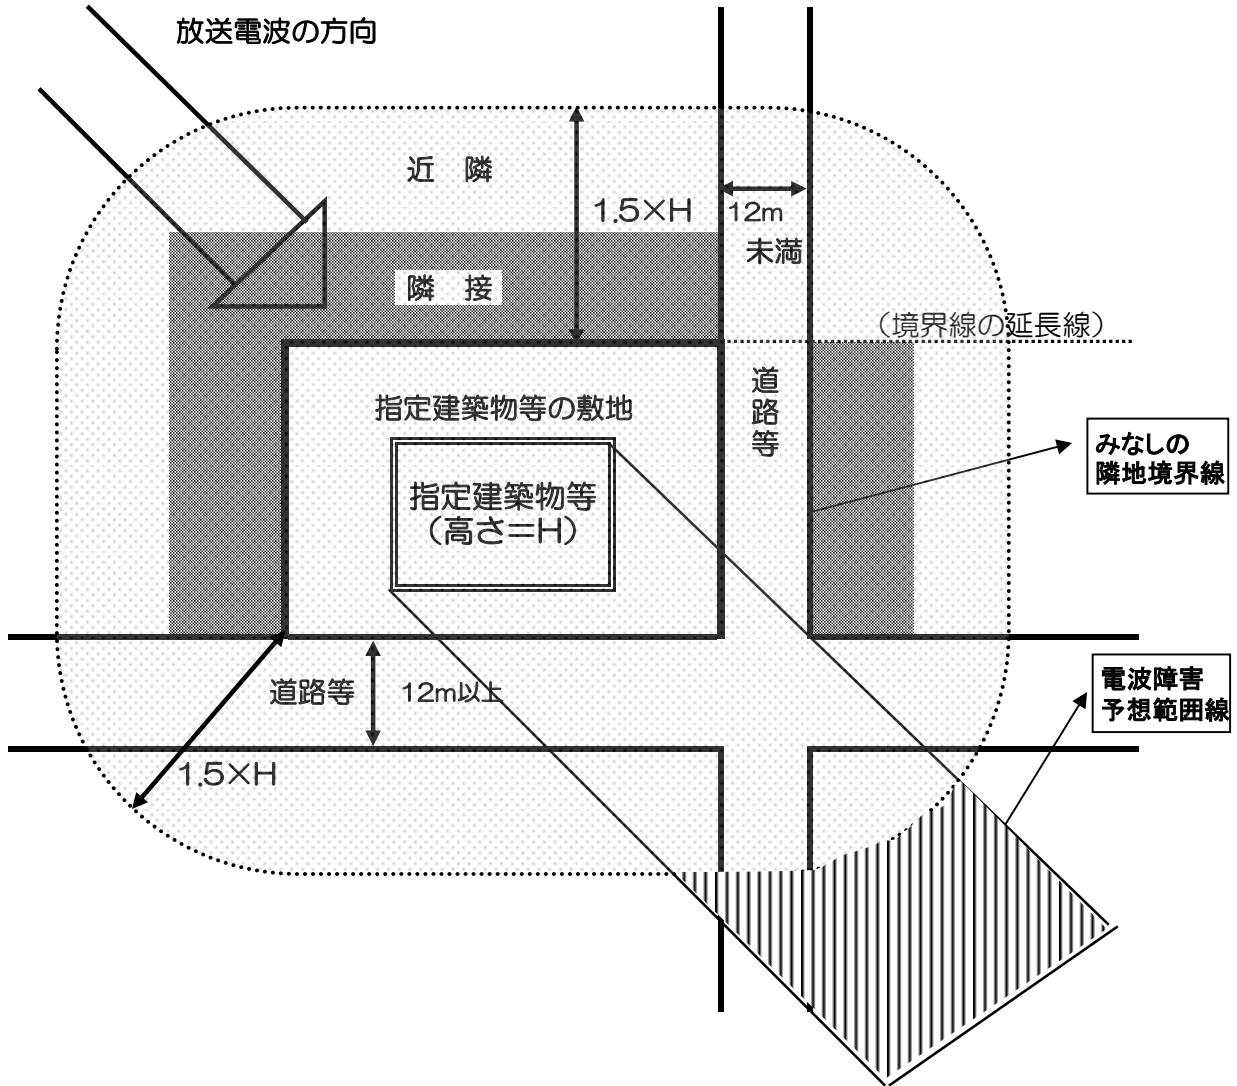 放送電波の方向
近　隣
1.5×H
12m
未満
隣　接
（境界線の延長線）
道
路
等
指定建築物等の敷地
みなしの
隣地境界線
指定建築物等
（高さ＝H）
電波障害
予想範囲線
道路等
12m以上
1.5×H